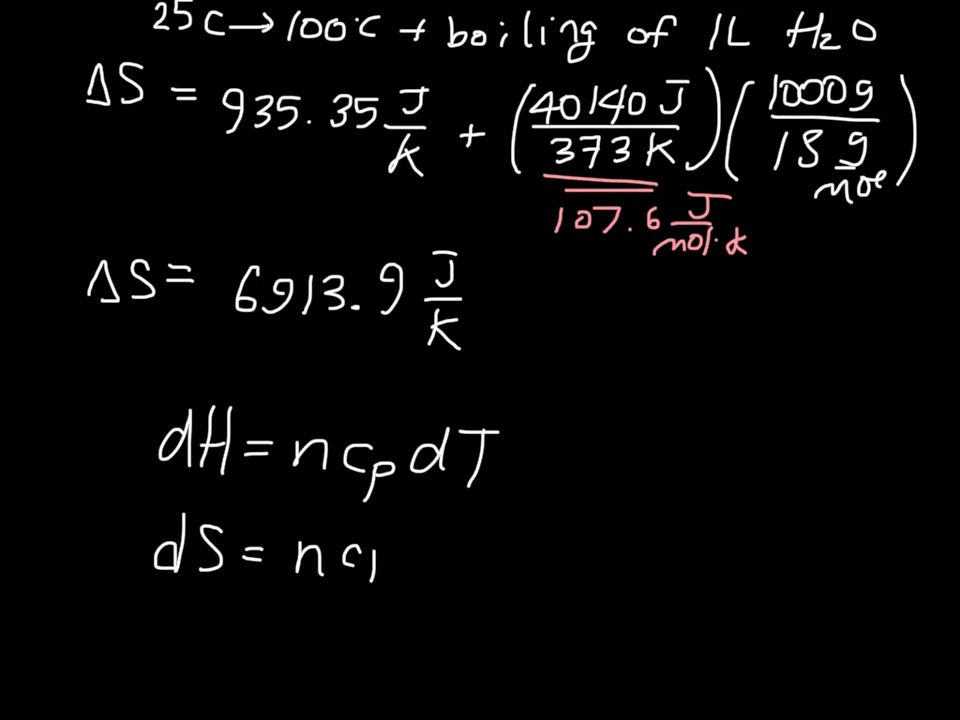 25C→100°C + boiling of 1L H₂O
ΔS = 935.35 J/K + (40140 J/373 K)(1000g/18 g/mol)
107.6 J/mol·K
ΔS = 6913.9 J/K
dH = n cₚ dT
dS = n c